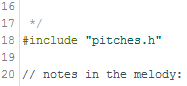 16
17 */
18 #include "pitches.h"
19
20 // notes in the melody: